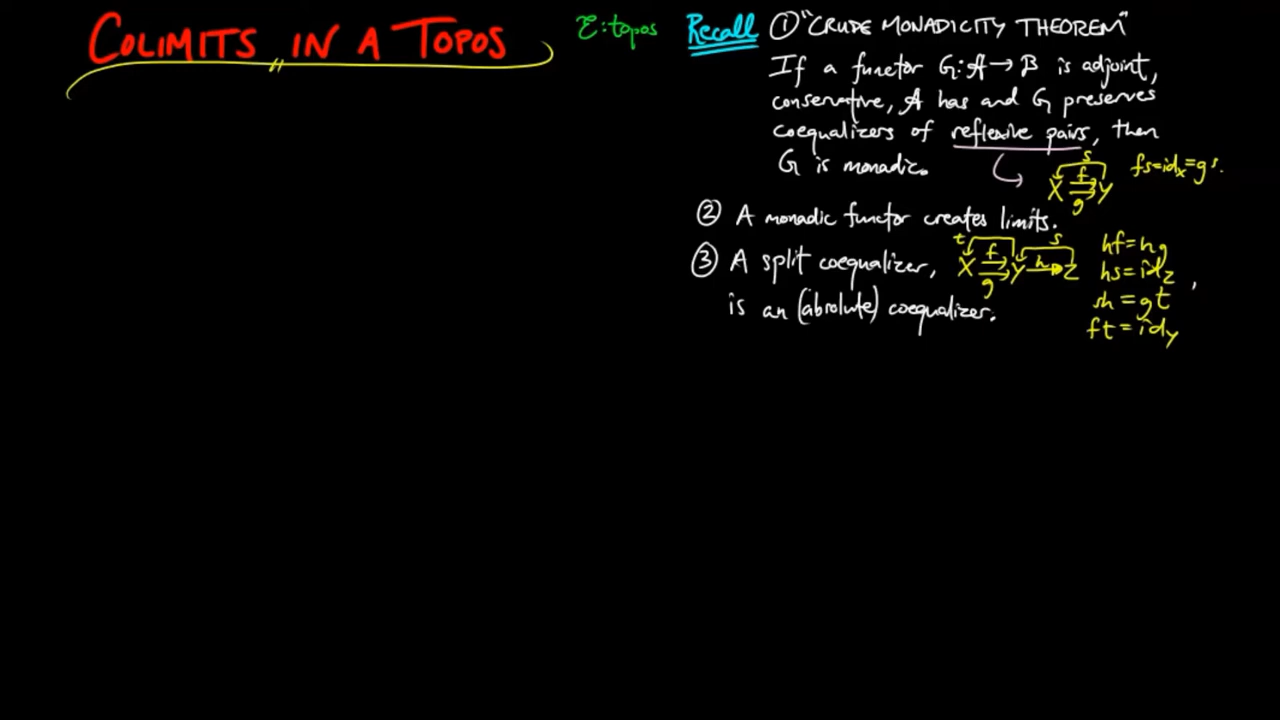 COLIMITS IN A TOPOS
ℰ: topos
Recall ① "CRUDE MONADICITY THEOREM"
If a functor G: 𝒜 → ℬ is adjoint,
conservative, 𝒜 has and G preserves
coequalizers of reflexive pairs, then
G is monadic.
s
X f Y
g
fs=idₓ=gs.
② A monadic functor creates limits.
③ A split coequalizer,
t s
X f Y h Z
g
hf=hg
hs=id_Z
sh=gt
ft=id_Y
,
is an (absolute) coequalizer.